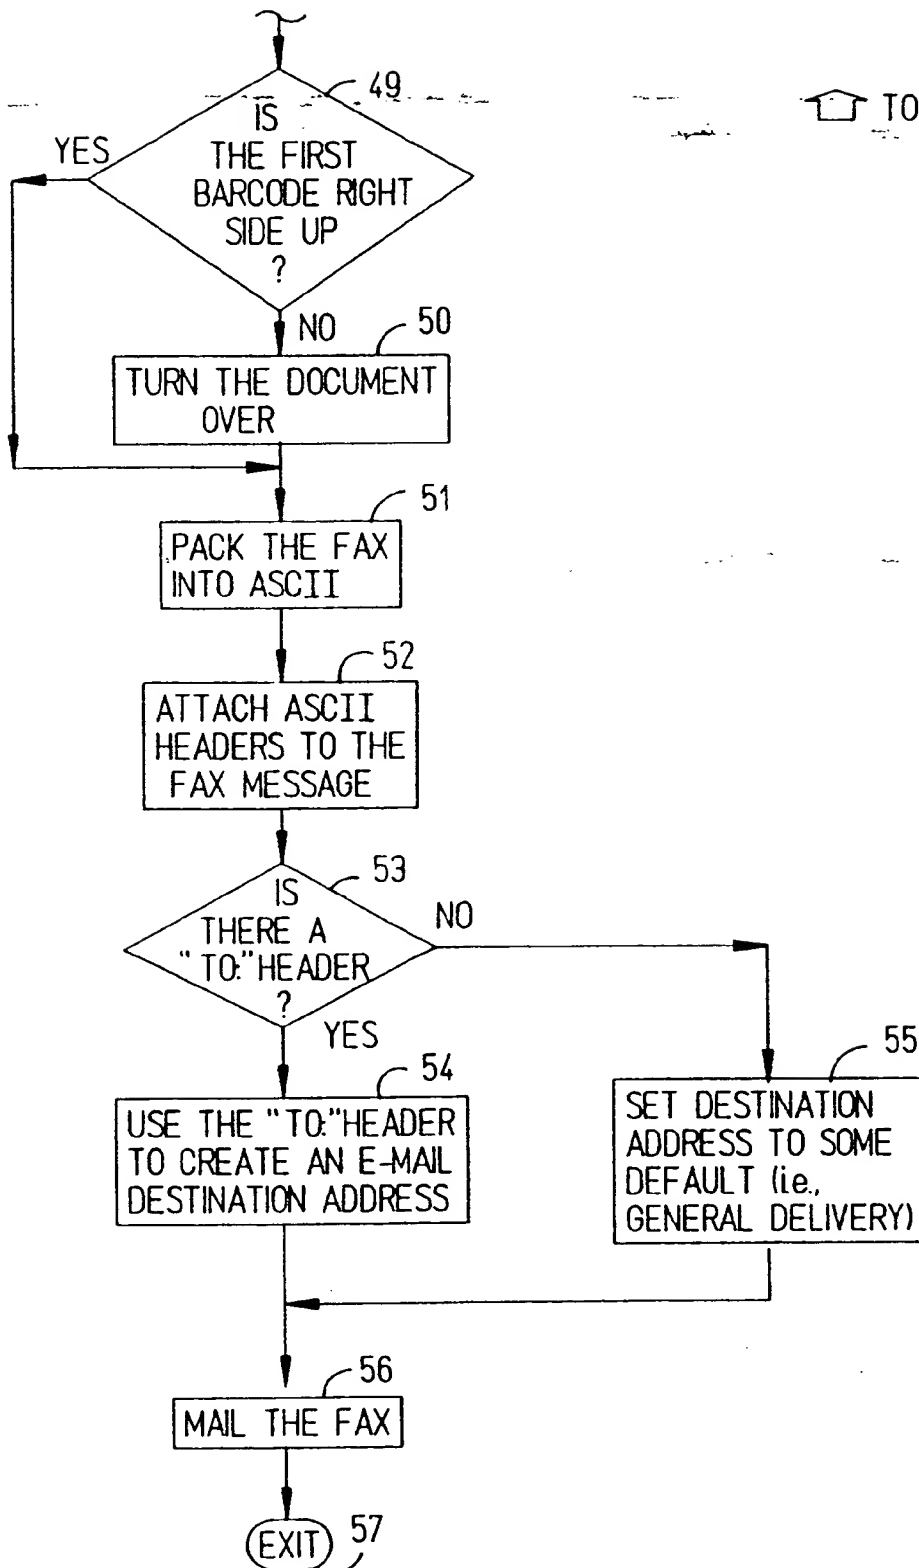 49
⇧ TO
IS
THE FIRST
BARCODE RIGHT
SIDE UP
?
YES
NO
50
TURN THE DOCUMENT
OVER
51
PACK THE FAX
INTO ASCII
52
ATTACH ASCII
HEADERS TO THE
FAX MESSAGE
53
IS
THERE A
"TO:"HEADER
?
NO
YES
54
USE THE "TO:"HEADER
TO CREATE AN E-MAIL
DESTINATION ADDRESS
55
SET DESTINATION
ADDRESS TO SOME
DEFAULT (i.e.,
GENERAL DELIVERY)
56
MAIL THE FAX
EXIT
57